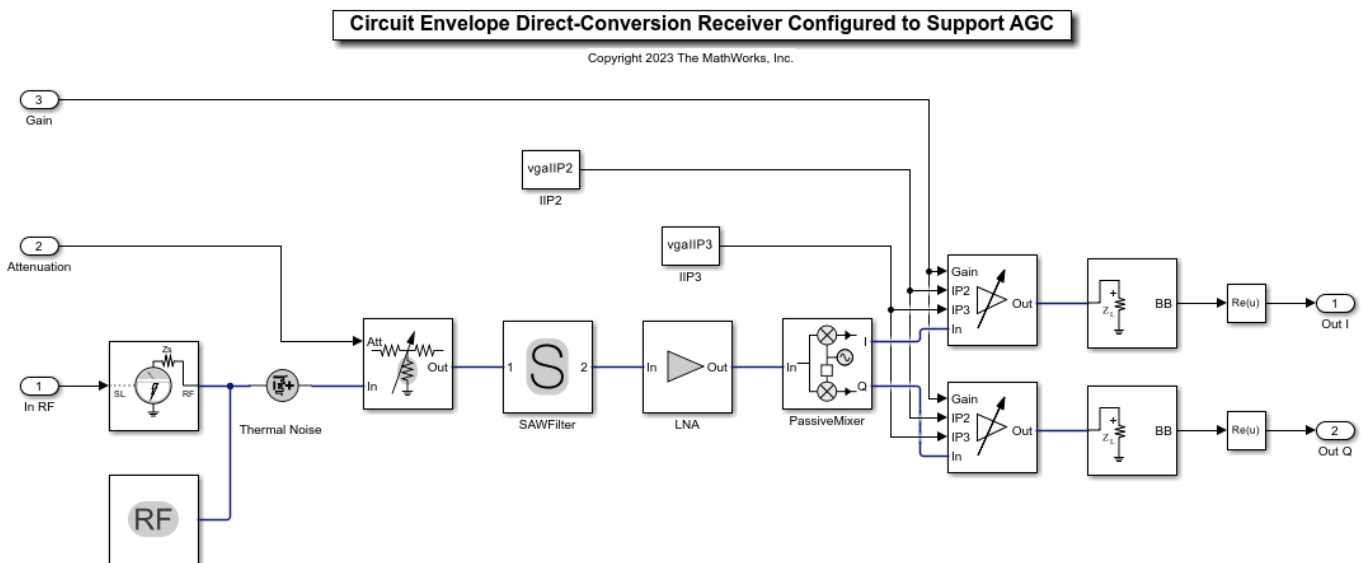 Circuit Envelope Direct-Conversion Receiver Configured to Support AGC
Copyright 2023 The MathWorks, Inc.
3
Gain
vgaIIP2
IIP2
2
Attenuation
vgaIIP3
IIP3
Gain
IP2
IP3
In
Out
+
Z_L
BB
Re(u)
1
Out I
1
In RF
SL
Zs
RF
Thermal Noise
Att
In
Out
1
S
2
SAWFilter
In
Out
LNA
In
I
Q
PassiveMixer
Gain
IP2
IP3
In
Out
+
Z_L
BB
Re(u)
2
Out Q
RF